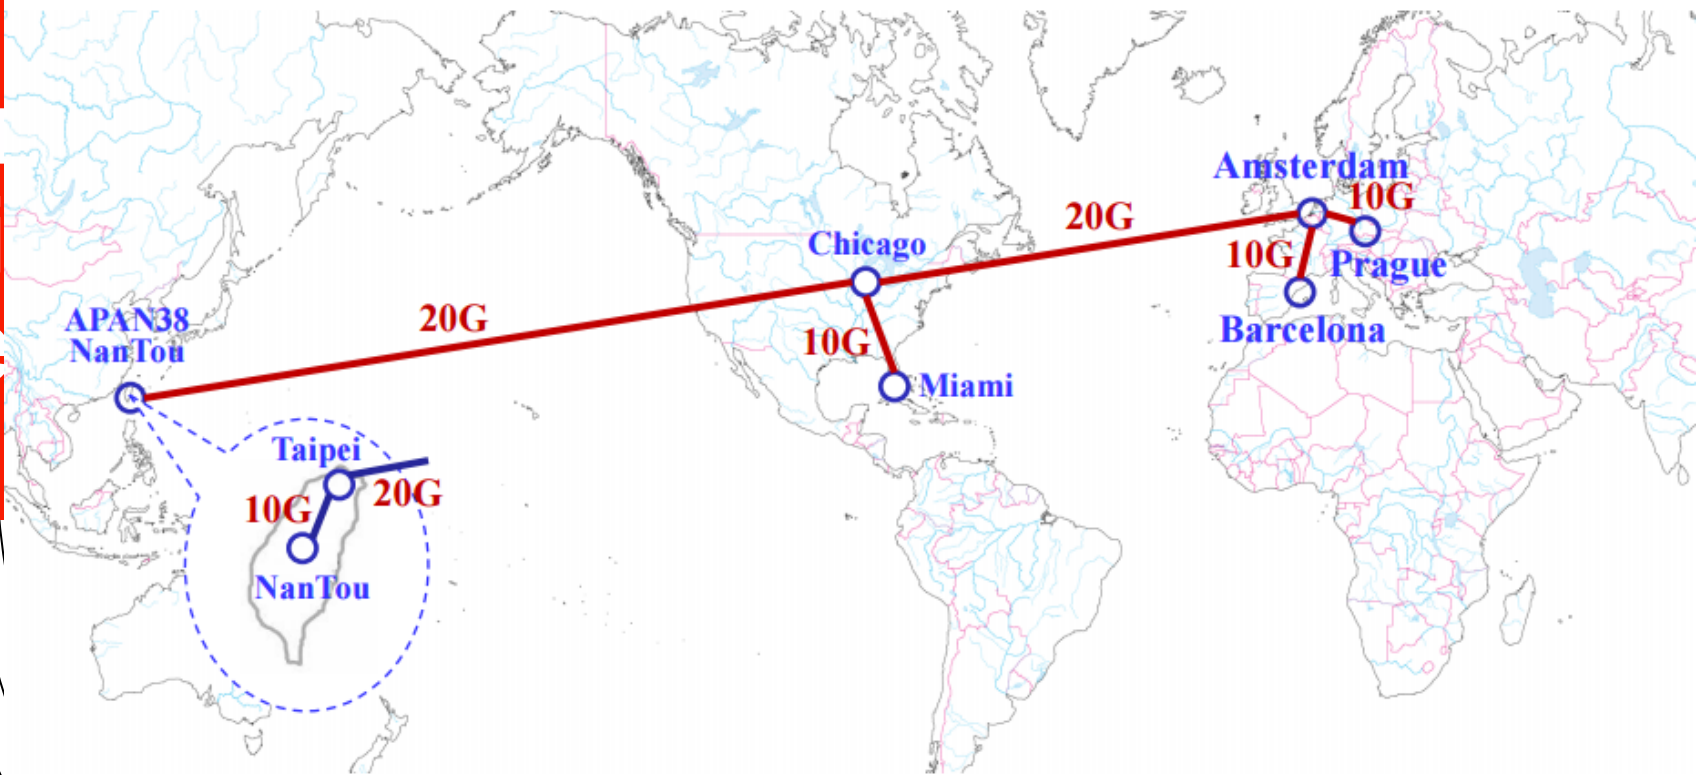 Amsterdam
10G
20G
Chicago
10G
Prague
20G
APAN38
NanTou
Barcelona
10G
Miami
Taipei
20G
10G
NanTou